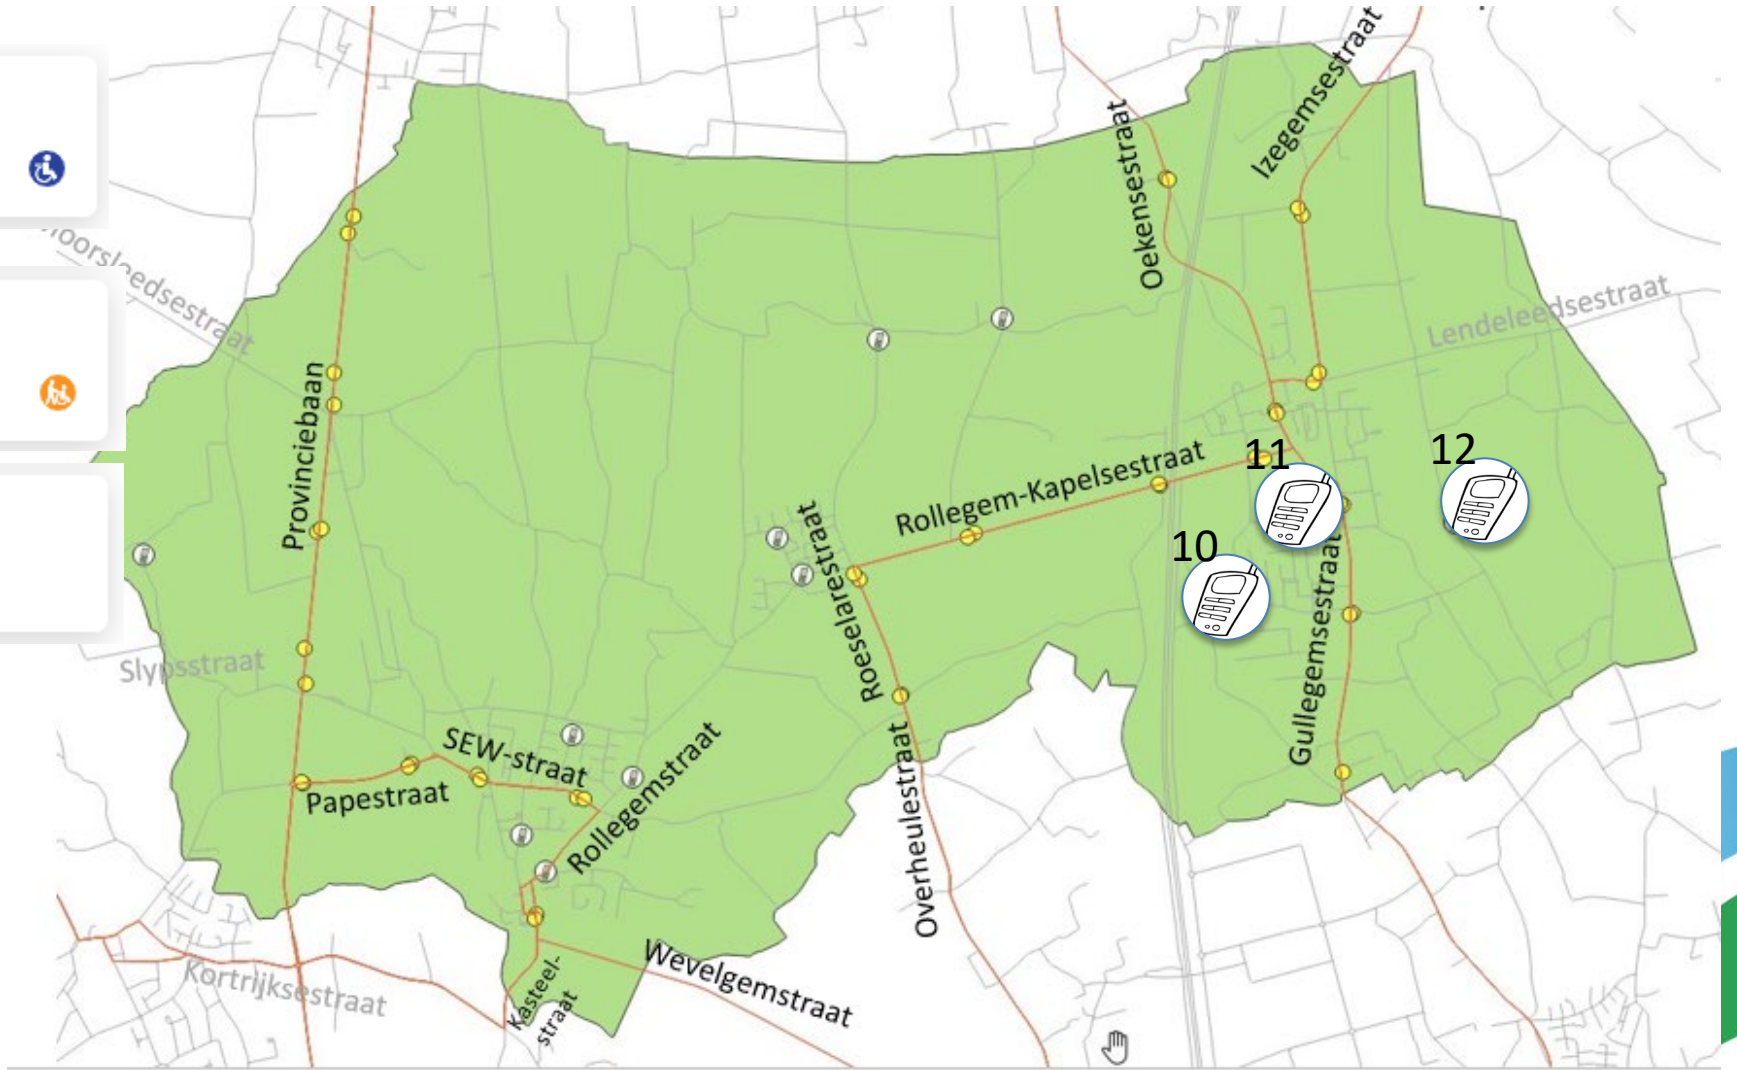 Izegemsestraat
Oekensestraat
oorsleedsestraat
Lendeleedsestraat
Provinciebaan
11
12
Rollegem-Kapelsestraat
10
Roeselarestraat
Gullegemsestraat
Slypsstraat
SEW-straat
Papestraat
Rollegemstraat
Overheulestraat
Kortrijksestraat
Kasteel-
straat
Wevelgemstraat